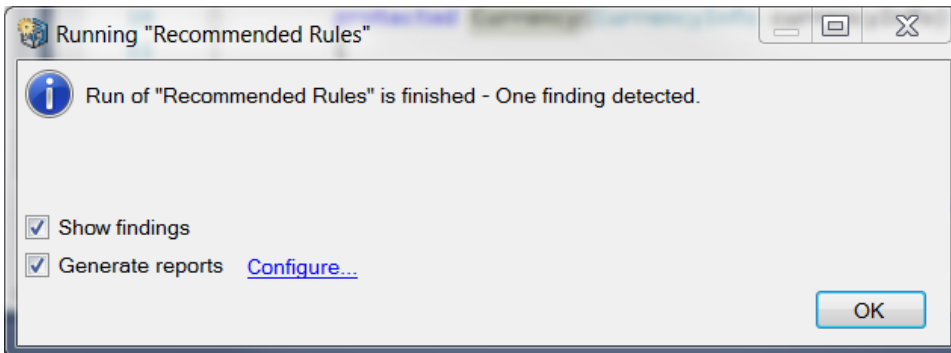 Running "Recommended Rules"
Run of "Recommended Rules" is finished - One finding detected.
Show findings
Generate reports Configure...
OK